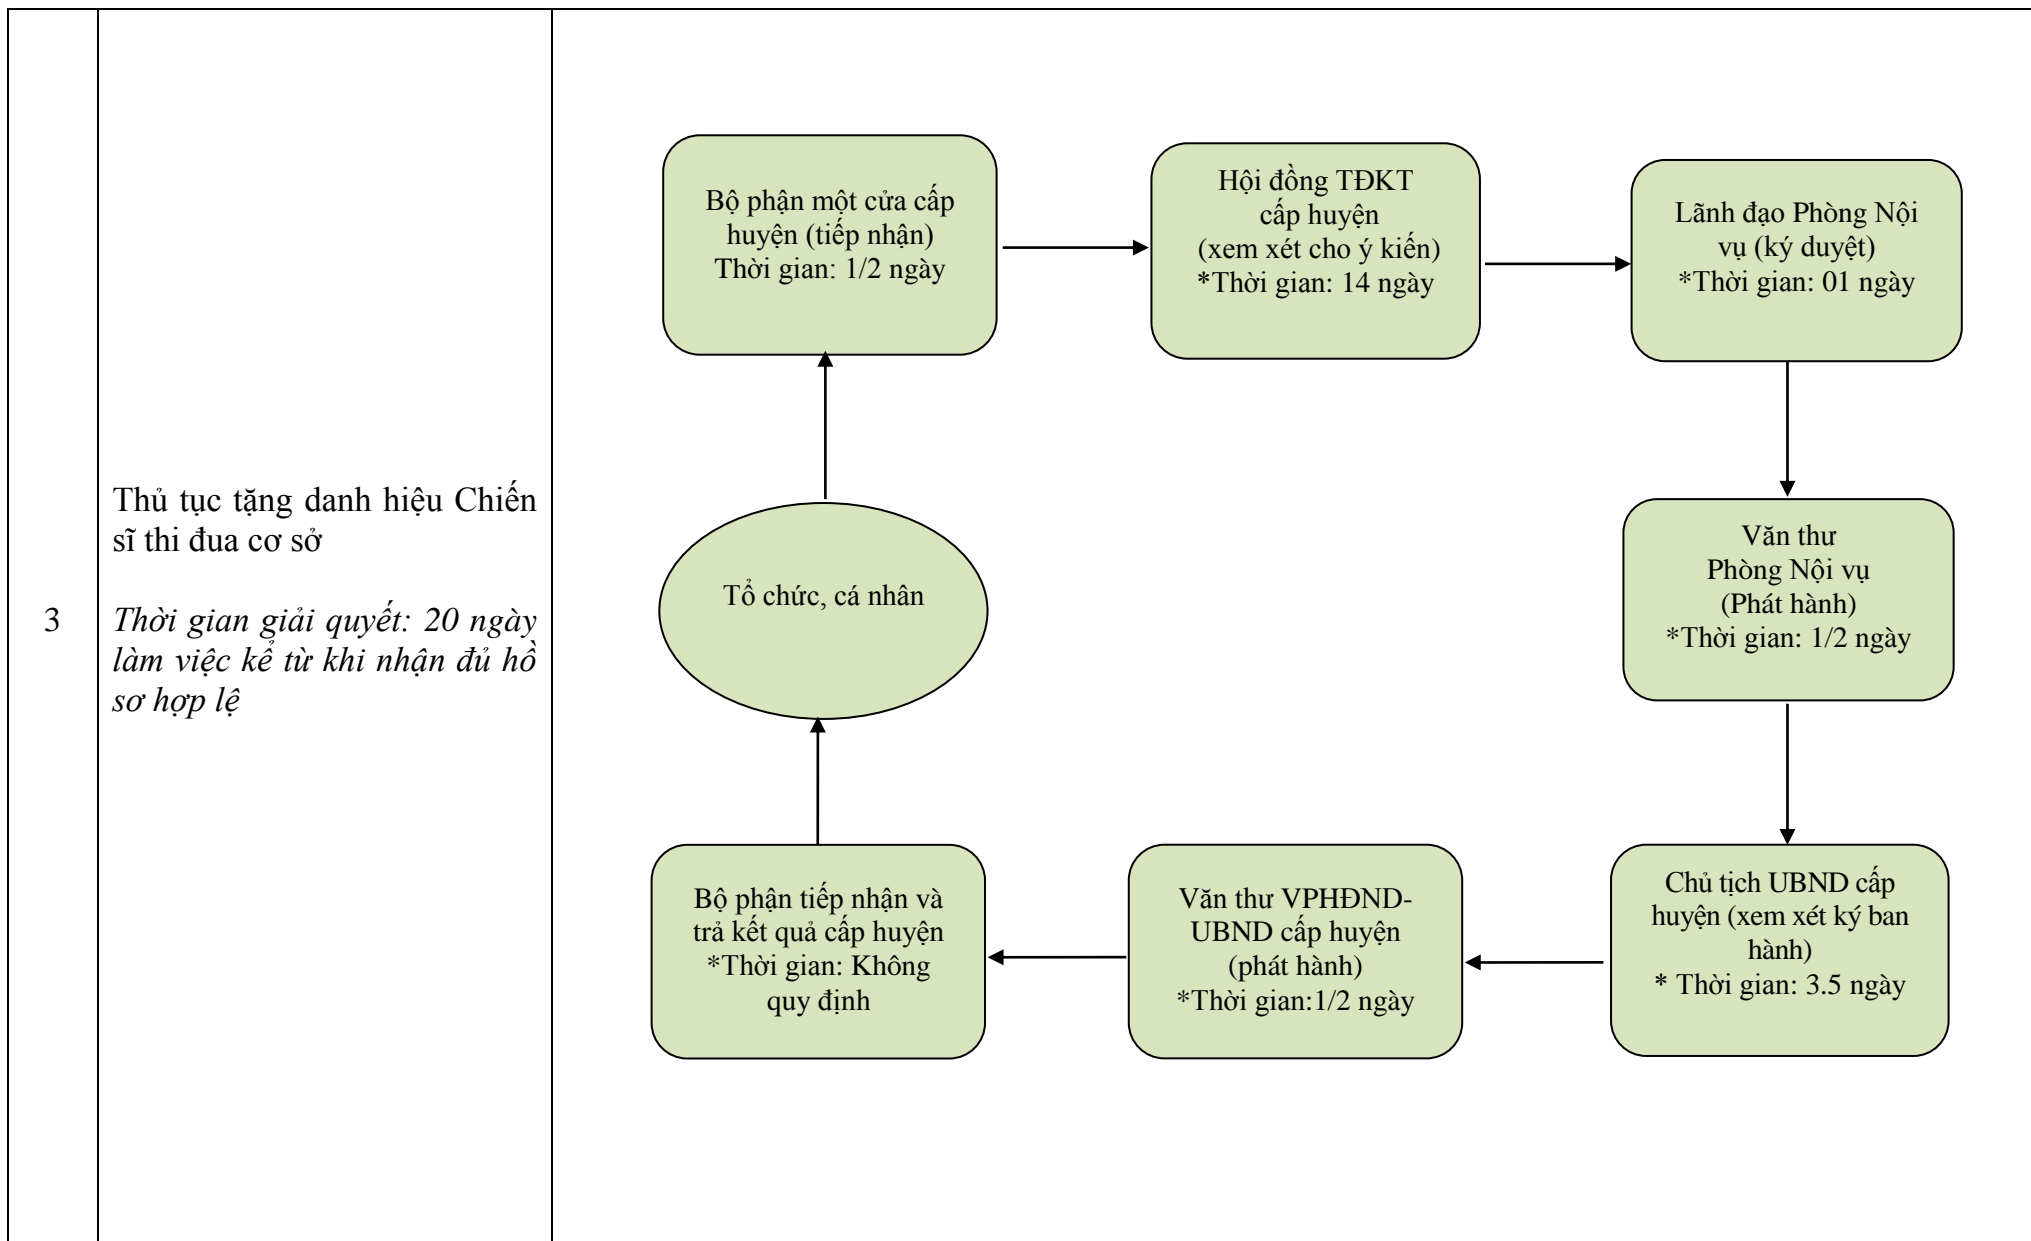 3
Thủ tục tặng danh hiệu Chiến
sĩ thi đua cơ sở
Thời gian giải quyết: 20 ngày
làm việc kể từ khi nhận đủ hồ
sơ hợp lệ
Bộ phận một cửa cấp
huyện (tiếp nhận)
Thời gian: 1/2 ngày
Hội đồng TĐKT
cấp huyện
(xem xét cho ý kiến)
*Thời gian: 14 ngày
Lãnh đạo Phòng Nội
vụ (ký duyệt)
*Thời gian: 01 ngày
Văn thư
Phòng Nội vụ
(Phát hành)
*Thời gian: 1/2 ngày
Chủ tịch UBND cấp
huyện (xem xét ký ban
hành)
* Thời gian: 3.5 ngày
Văn thư VPHĐND-
UBND cấp huyện
(phát hành)
*Thời gian:1/2 ngày
Bộ phận tiếp nhận và
trả kết quả cấp huyện
*Thời gian: Không
quy định
Tổ chức, cá nhân